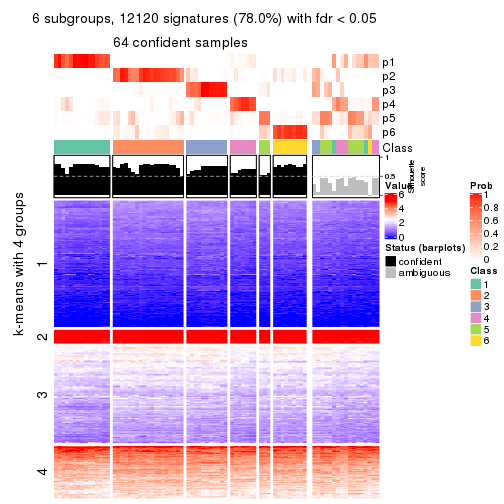 6 subgroups, 12120 signatures (78.0%) with fdr < 0.05
64 confident samples
p1
p2
p3
p4
p5
p6
Class
1
0.5
0
Silhouette
score
k-means with 4 groups
1
2
3
4
Value
6
4
2
0
Status (barplots)
confident
ambiguous
Prob
1
0.8
0.6
0.4
0.2
0
Class
1
2
3
4
5
6